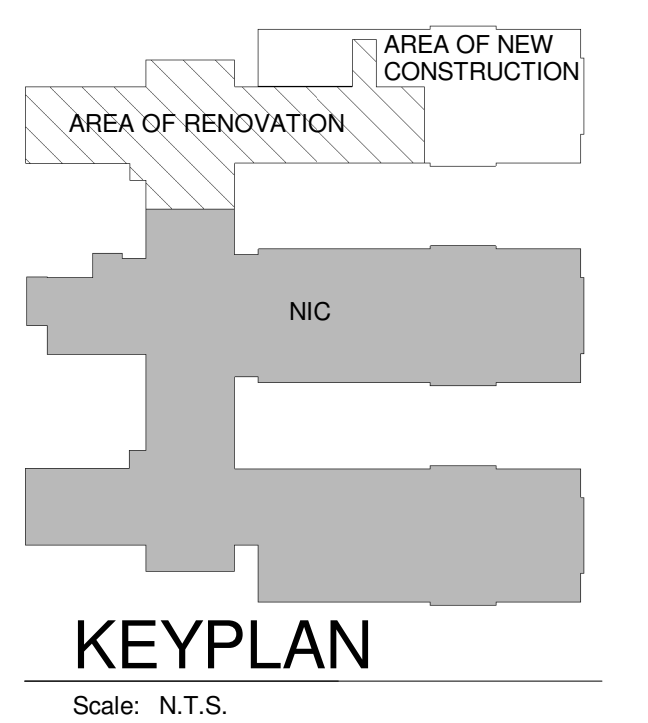 AREA OF NEW
CONSTRUCTION
AREA OF RENOVATION
NIC
KEYPLAN
Scale: N.T.S.